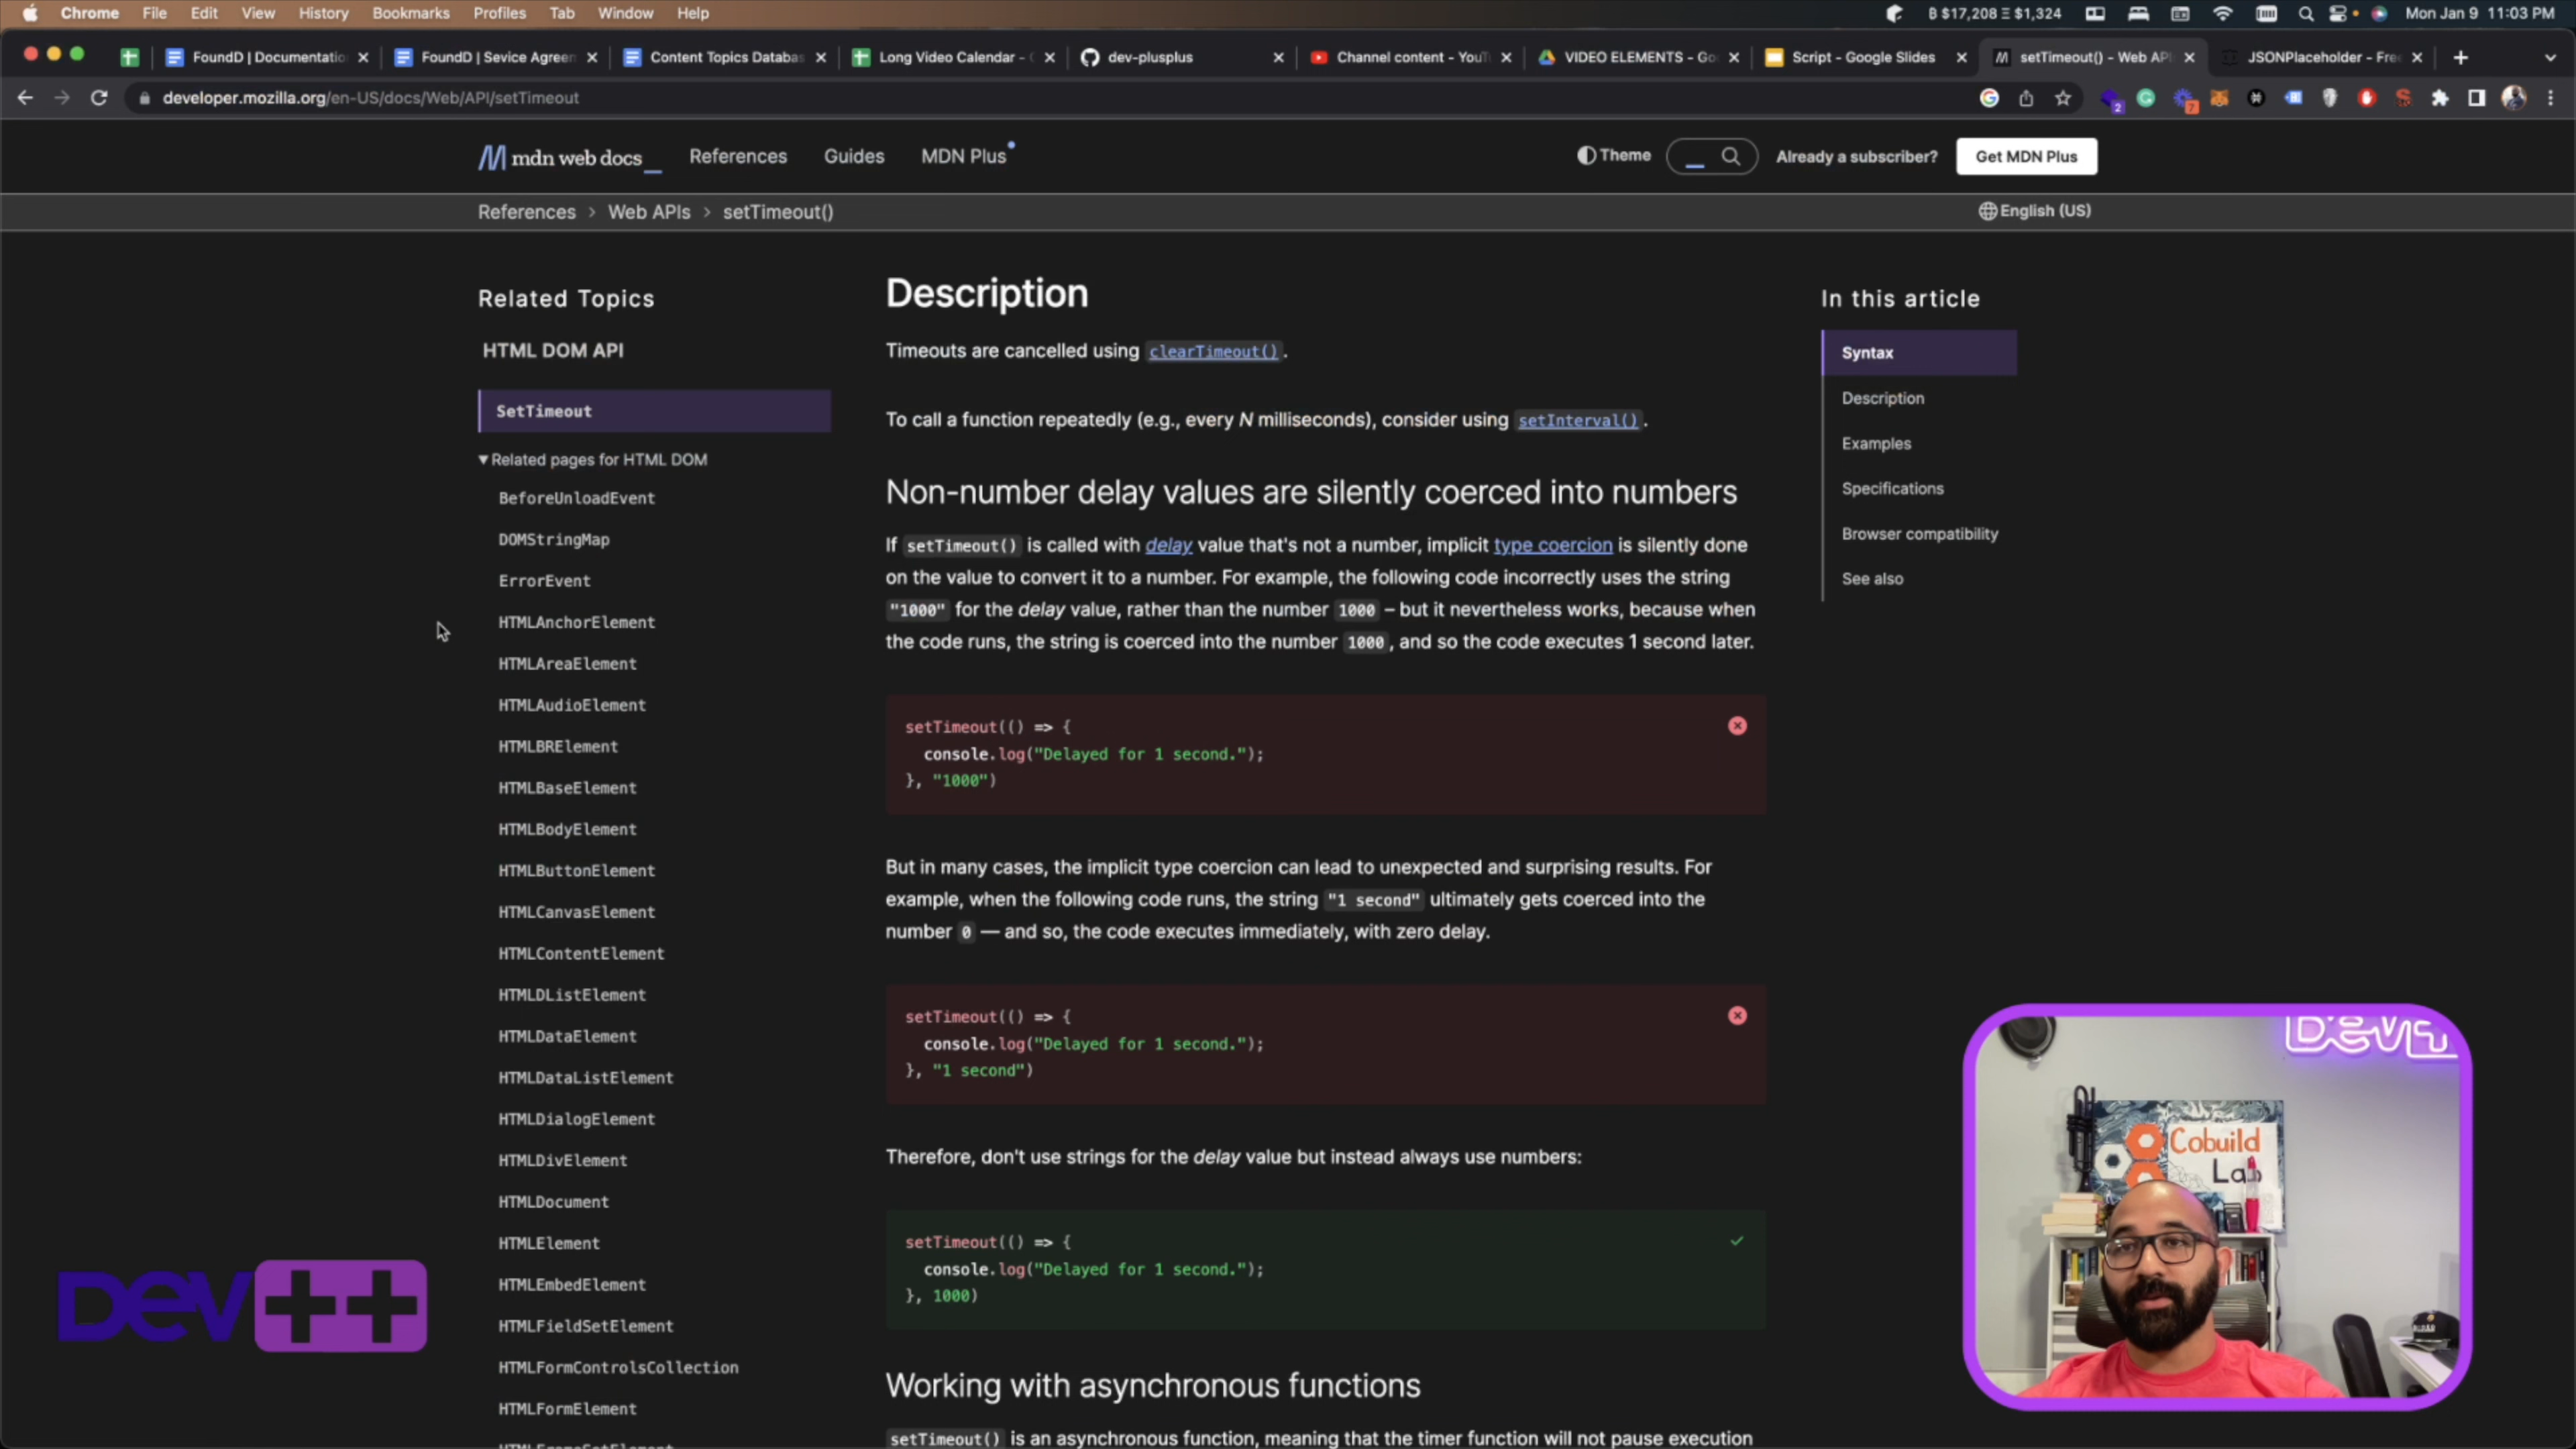 Chrome File Edit View History Bookmarks Profiles Tab Window Help
₿ $17,208 Ξ $1,324 Mon Jan 9 11:03 PM
FoundD | Documentatio
FoundD | Sevice Agreem
Content Topics Databas
Long Video Calendar -
dev-plusplus
Channel content - YouT
VIDEO ELEMENTS - Go
Script - Google Slides
setTimeout() - Web API
JSONPlaceholder - Free
developer.mozilla.org/en-US/docs/Web/API/setTimeout
2
7
mdn web docs_
References
Guides
MDN Plus
Theme
Already a subscriber?
Get MDN Plus
References > Web APIs > setTimeout()
English (US)
Related Topics
HTML DOM API
SetTimeout
▼ Related pages for HTML DOM
BeforeUnloadEvent
DOMStringMap
ErrorEvent
HTMLAnchorElement
HTMLAreaElement
HTMLAudioElement
HTMLBRElement
HTMLBaseElement
HTMLBodyElement
HTMLButtonElement
HTMLCanvasElement
HTMLContentElement
HTMLDListElement
HTMLDataElement
HTMLDataListElement
HTMLDialogElement
HTMLDivElement
HTMLDocument
HTMLElement
HTMLEmbedElement
HTMLFieldSetElement
HTMLFormControlsCollection
HTMLFormElement
HTMLFrameSetElement
Description
Timeouts are cancelled using clearTimeout().
To call a function repeatedly (e.g., every N milliseconds), consider using setInterval().
Non-number delay values are silently coerced into numbers
If setTimeout() is called with delay value that's not a number, implicit type coercion is silently done
on the value to convert it to a number. For example, the following code incorrectly uses the string
"1000" for the delay value, rather than the number 1000 – but it nevertheless works, because when
the code runs, the string is coerced into the number 1000, and so the code executes 1 second later.
setTimeout(() => {
console.log("Delayed for 1 second.");
}, "1000")
But in many cases, the implicit type coercion can lead to unexpected and surprising results. For
example, when the following code runs, the string "1 second" ultimately gets coerced into the
number 0 — and so, the code executes immediately, with zero delay.
setTimeout(() => {
console.log("Delayed for 1 second.");
}, "1 second")
Therefore, don't use strings for the delay value but instead always use numbers:
setTimeout(() => {
console.log("Delayed for 1 second.");
}, 1000)
Working with asynchronous functions
setTimeout() is an asynchronous function, meaning that the timer function will not pause execution
In this article
Syntax
Description
Examples
Specifications
Browser compatibility
See also
Dev++
Dev+
Cobuild
Lab